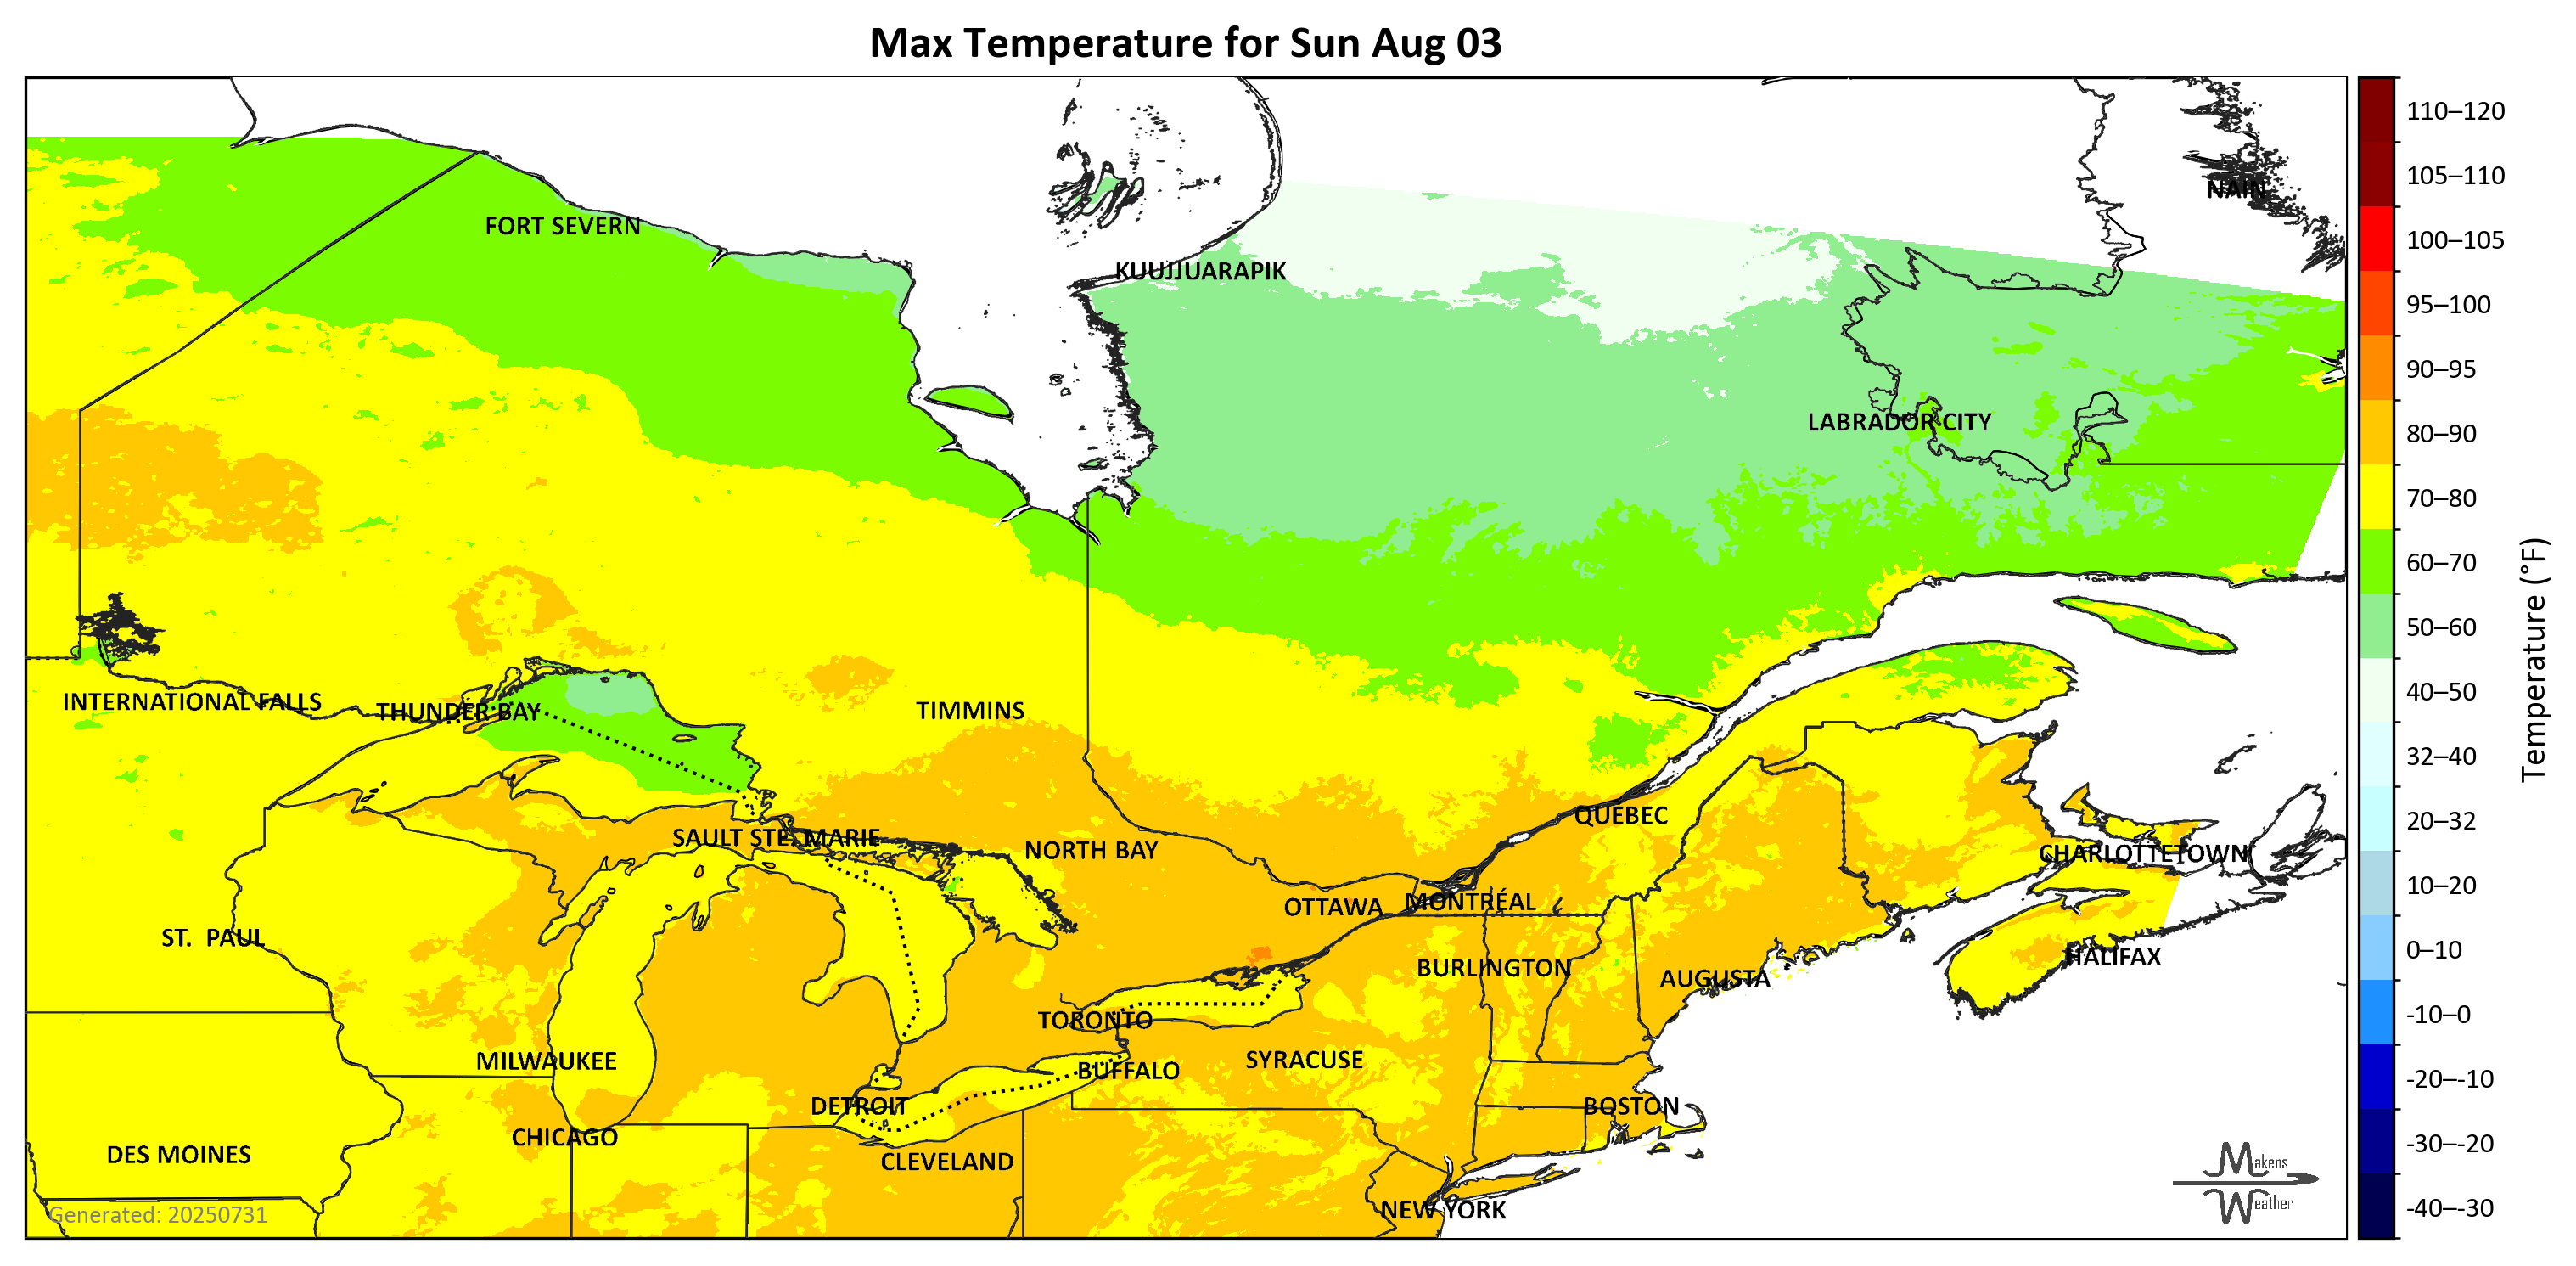 Max Temperature for Sun Aug 03
NAIN
FORT SEVERN
KUUJJUARAPIK
LABRADOR CITY
INTERNATIONAL FALLS
THUNDER BAY
TIMMINS
QUEBEC
SAULT STE. MARIE
NORTH BAY
CHARLOTTETOWN
OTTAWA
MONTRÉAL
ST. PAUL
HALIFAX
BURLINGTON
AUGUSTA
TORONTO
MILWAUKEE
SYRACUSE
BUFFALO
DETROIT
BOSTON
CHICAGO
DES MOINES
CLEVELAND
NEW YORK
Generated: 20250731
Makens
Weather
110–120
105–110
100–105
95–100
90–95
80–90
70–80
60–70
50–60
40–50
32–40
20–32
10–20
0–10
-10–0
-20–-10
-30–-20
-40–-30
Temperature (°F)